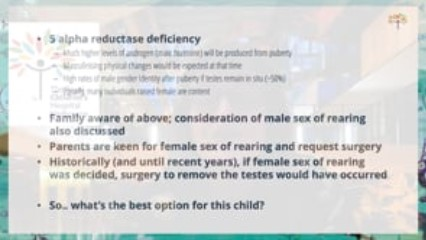 • 5 alpha reductase deficiency
– Much higher levels of androgen (male hormone) will be produced from puberty
– Masculinising physical changes would be expected at that time
– High rates of male gender identity after puberty if testes remain in situ (~50%)
– many individuals raised female are content
• Family aware of above; consideration of male sex of rearing
also discussed
• Parents are keen for female sex of rearing and request surgery
• Historically (and until recent years), if female sex of rearing
was decided, surgery to remove the testes would have occurred
• So.. what's the best option for this child?